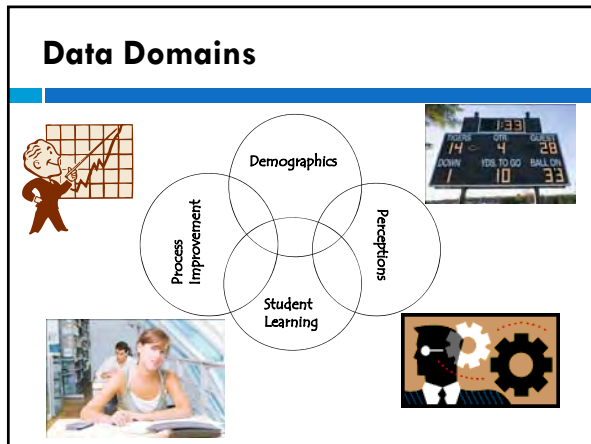 Data Domains
Demographics
:33
TIGERS QTR. GUEST
14 4 28
DOWN YDS. TO GO BALL ON
1 10 33
Process
Improvement
Perceptions
Student
Learning